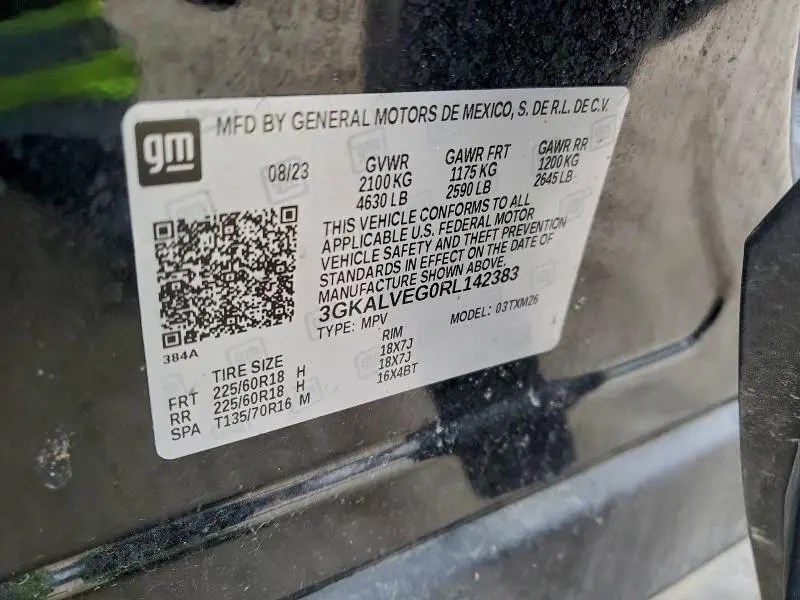 gm
MFD BY GENERAL MOTORS DE MEXICO, S. DE R.L. DE C.V.
08/23 GVWR GAWR FRT GAWR RR
2100 KG 1175 KG 1200 KG
4630 LB 2590 LB 2645 LB
THIS VEHICLE CONFORMS TO ALL
APPLICABLE U.S. FEDERAL MOTOR
VEHICLE SAFETY AND THEFT PREVENTION
STANDARDS IN EFFECT ON THE DATE OF
MANUFACTURE SHOWN ABOVE.
3GKALVEG0RL142383
TYPE: MPV MODEL: 03TXM26
384A
TIRE SIZE RIM
FRT 225/60R18 H 18X7J
RR 225/60R18 H 18X7J
SPA T135/70R16 M 16X4BT